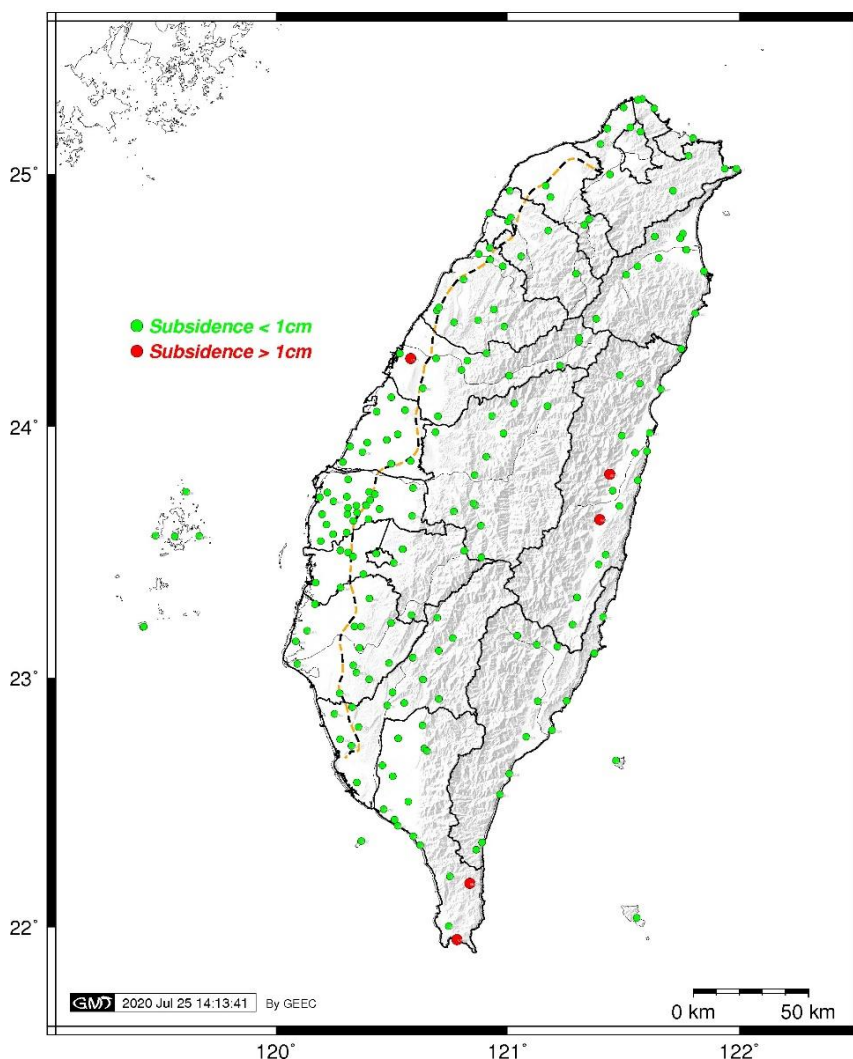 25°
Subsidence < 1cm
Subsidence > 1cm
24°
23°
22°
GMT 2020 Jul 25 14:13:41 By GEEC
0 km 50 km
120° 121° 122°